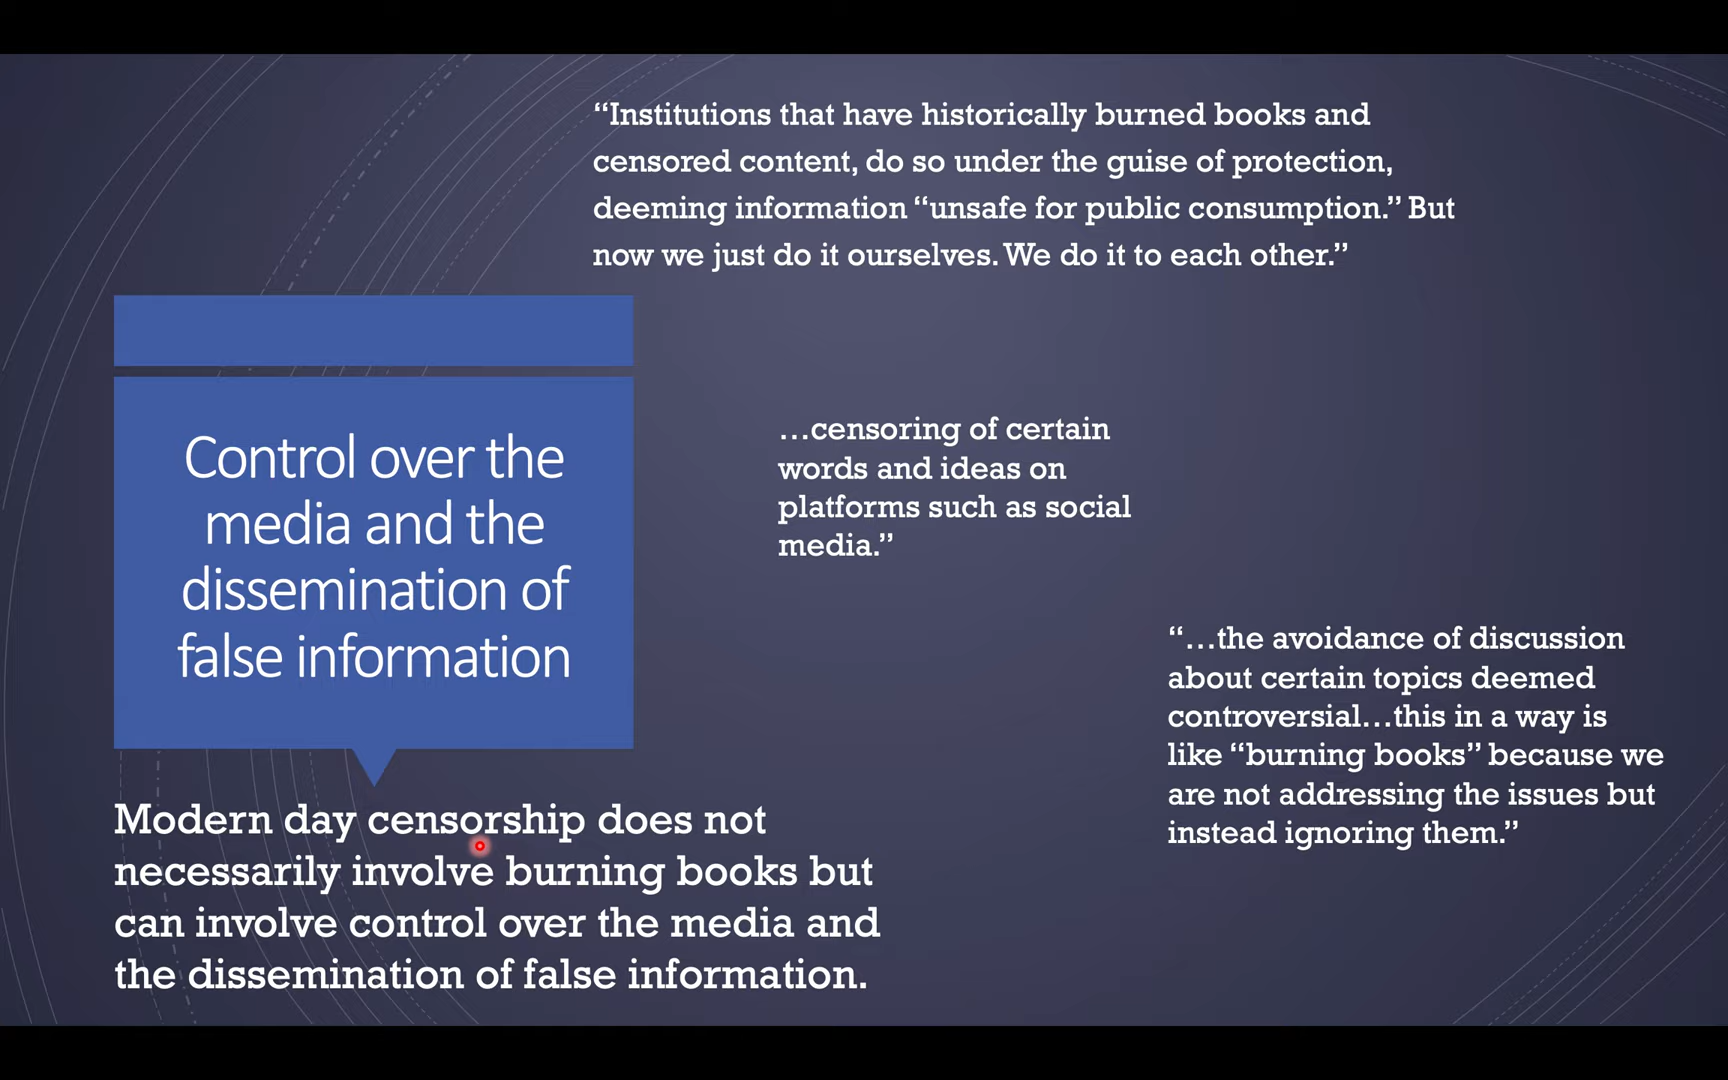 “Institutions that have historically burned books and
censored content, do so under the guise of protection,
deeming information “unsafe for public consumption.” But
now we just do it ourselves. We do it to each other.”
Control over the
media and the
dissemination of
false information
…censoring of certain
words and ideas on
platforms such as social
media.”
“…the avoidance of discussion
about certain topics deemed
controversial…this in a way is
like “burning books” because we
are not addressing the issues but
instead ignoring them.”
Modern day censorship does not
necessarily involve burning books but
can involve control over the media and
the dissemination of false information.